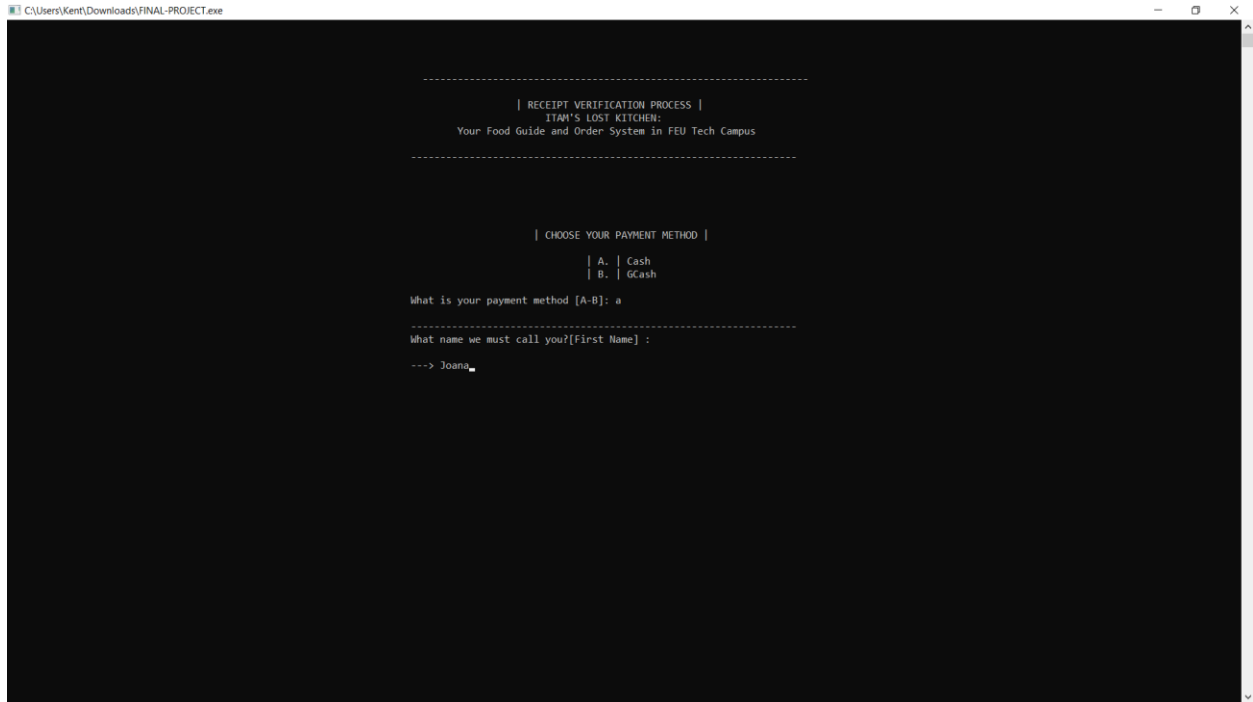 C:\Users\Kent\Downloads\FINAL-PROJECT.exe
------------------------------------------------------------------
| RECEIPT VERIFICATION PROCESS |
ITAM'S LOST KITCHEN:
Your Food Guide and Order System in FEU Tech Campus
------------------------------------------------------------------
| CHOOSE YOUR PAYMENT METHOD |
| A. | Cash
| B. | GCash
What is your payment method [A-B]: a
------------------------------------------------------------------
What name we must call you?[First Name] :
---> Joana